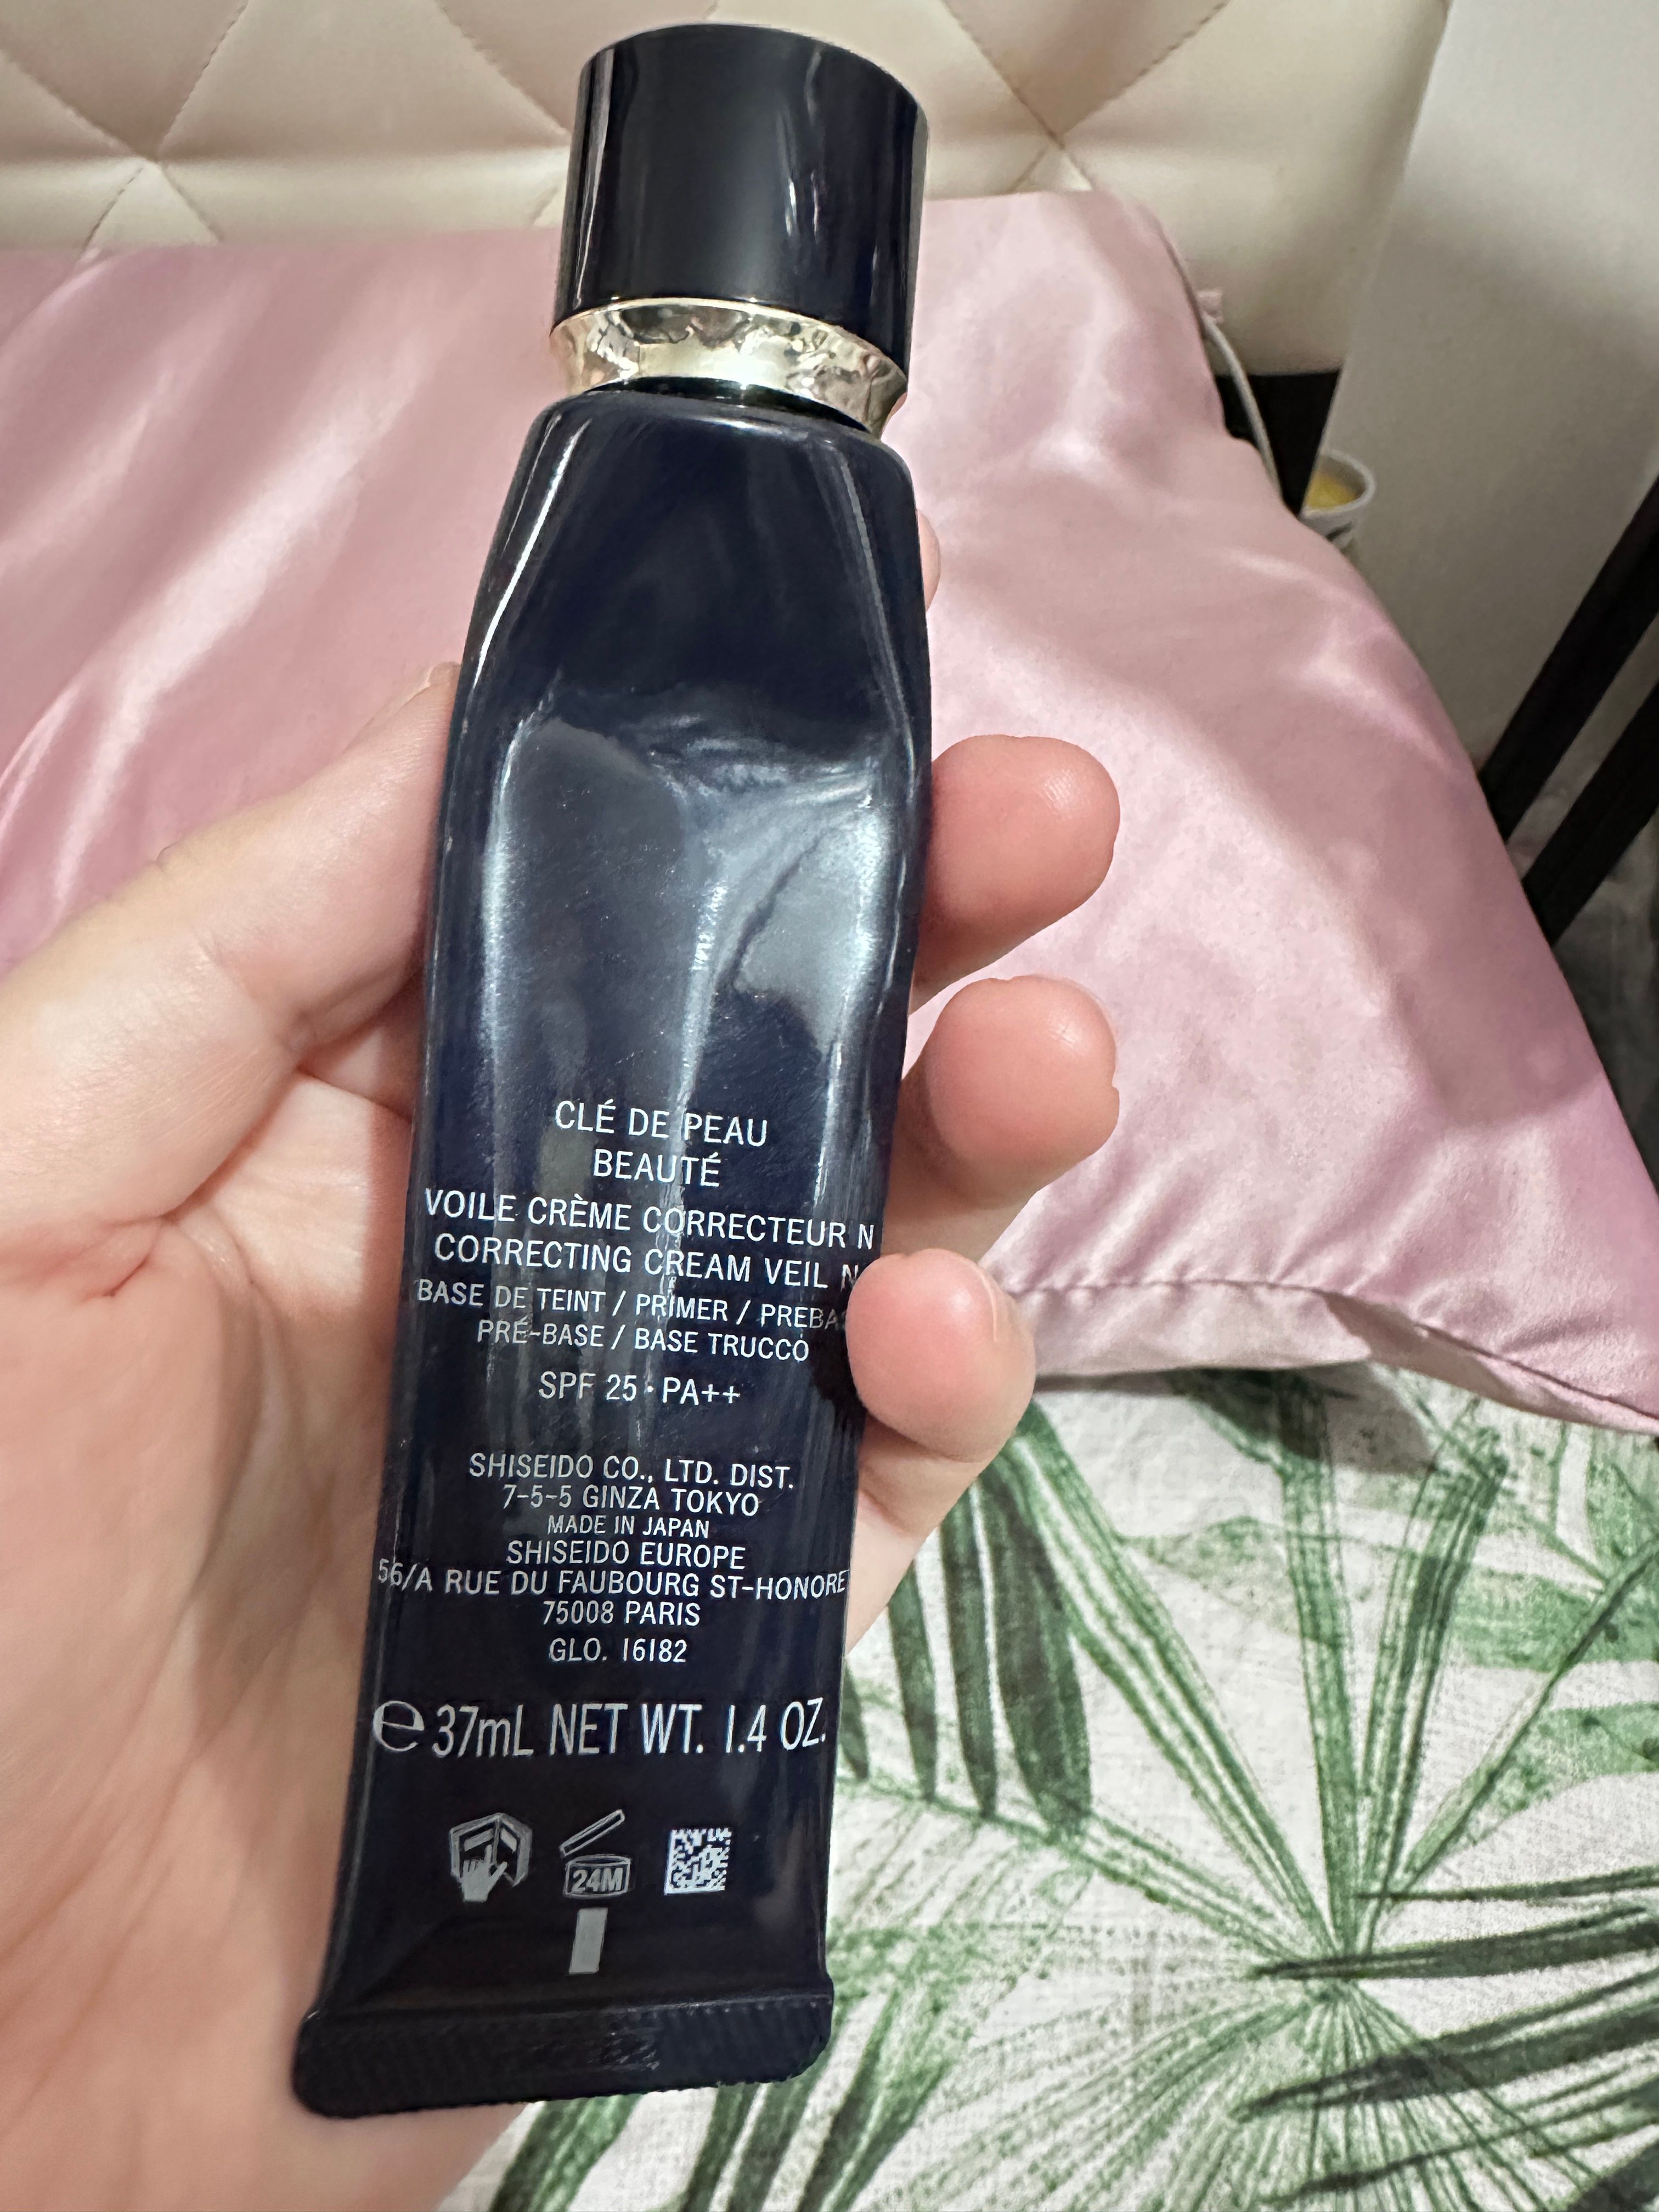 CLÉ DE PEAU
BEAUTÉ
VOILE CRÈME CORRECTEUR N
CORRECTING CREAM VEIL N
BASE DE TEINT / PRIMER /
PRÉ-BASE / BASE TRUCCO
SPF 25・PA++
SHISEIDO CO., LTD. DIST.
7-5-5 GINZA TOKYO
MADE IN JAPAN
SHISEIDO EUROPE
56/A RUE DU FAUBOURG ST-HONORE
75008 PARIS
GLO. 16182
℮ 37mL NET WT. 1.4 OZ.
24M